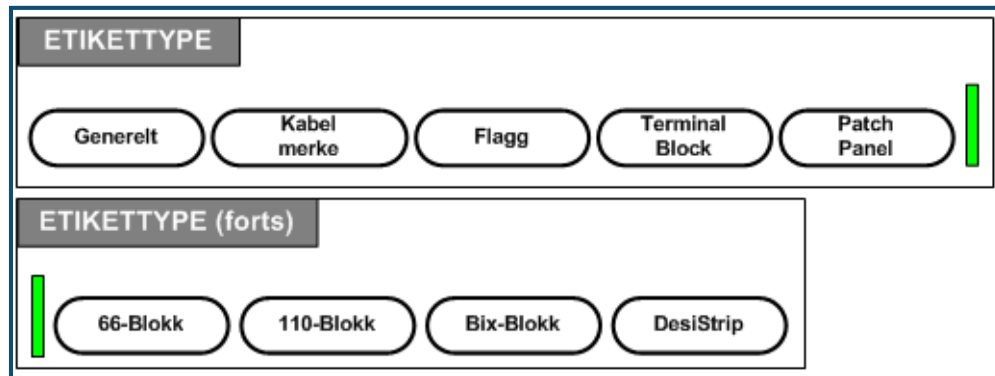 ETIKETTYPE
Generelt
Kabel
merke
Flagg
Terminal
Block
Patch
Panel
ETIKETTYPE (forts)
66-Blokk
110-Blokk
Bix-Blokk
DesiStrip